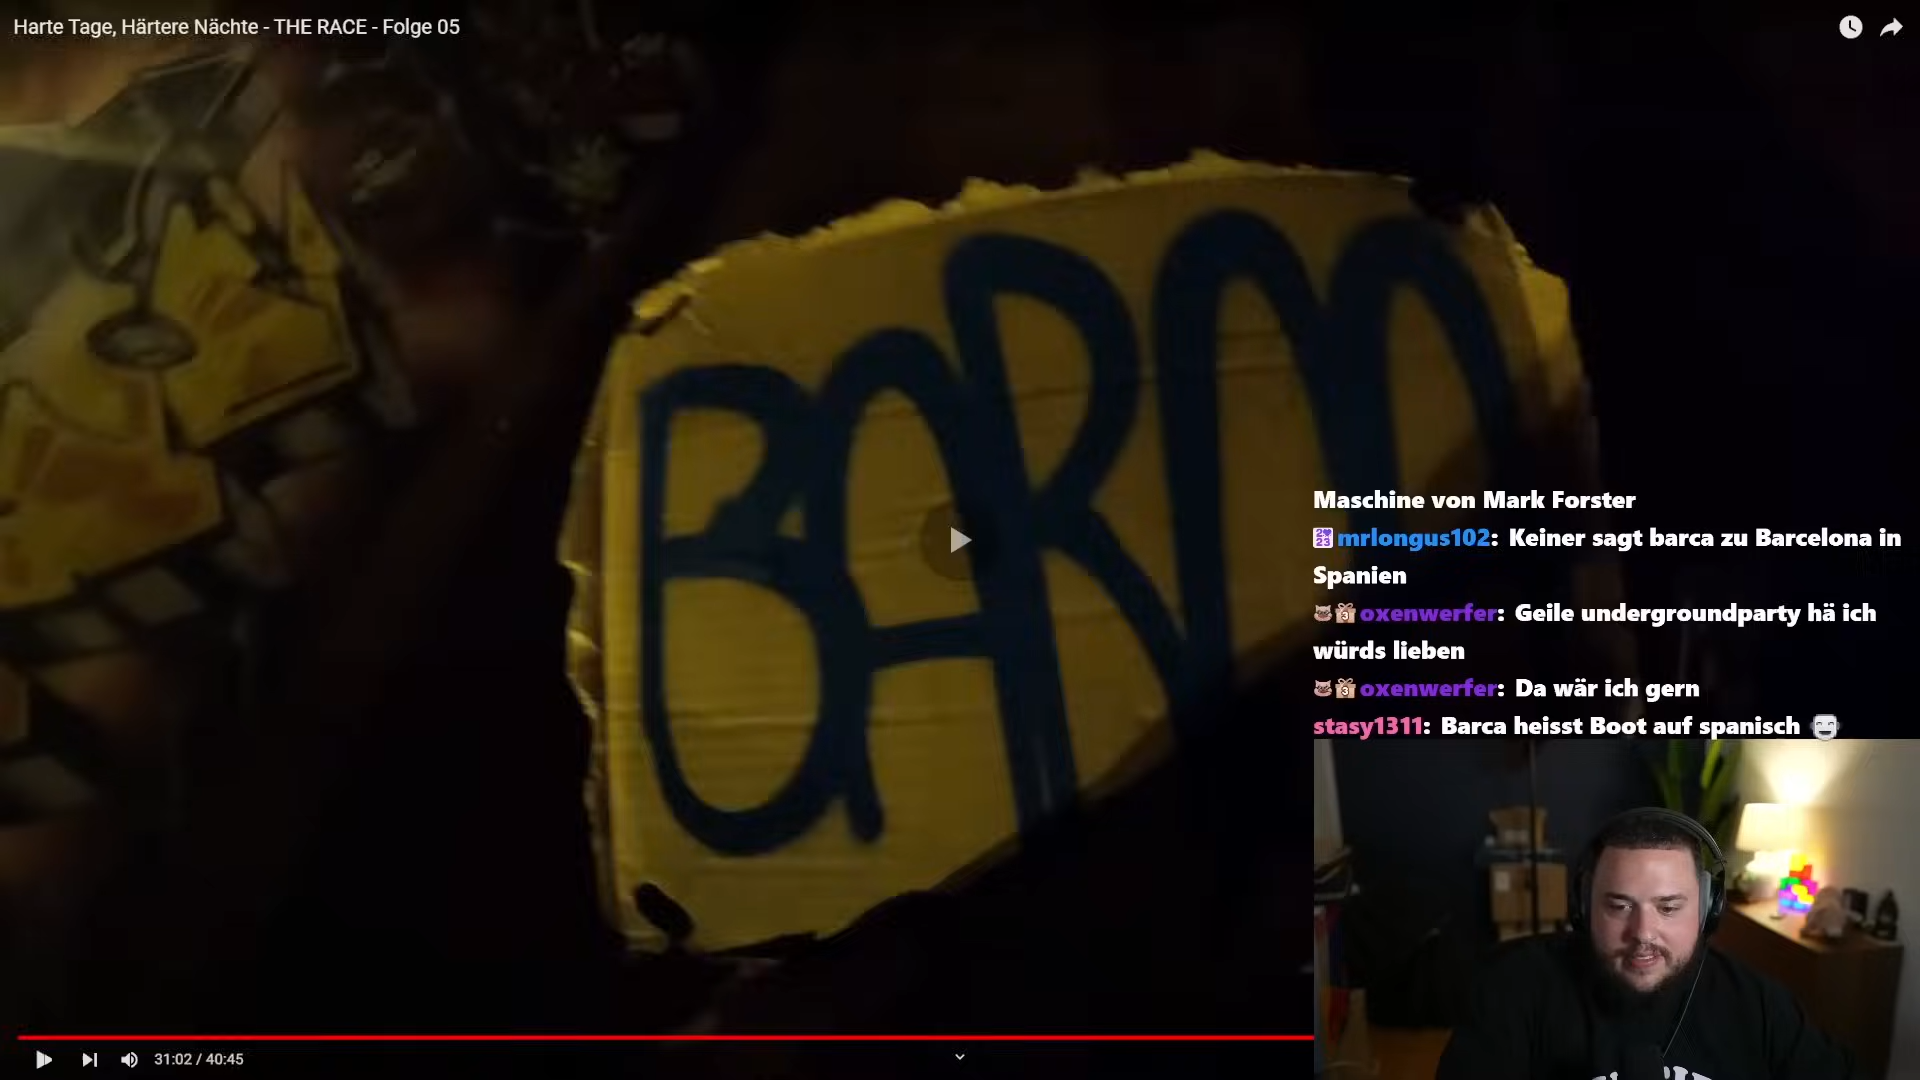 Harte Tage, Härtere Nächte - THE RACE - Folge 05
BARM
Maschine von Mark Forster
mrlongus102: Keiner sagt barca zu Barcelona in
Spanien
oxenwerfer: Geile undergroundparty hä ich
würds lieben
oxenwerfer: Da wär ich gern
stasy1311: Barca heisst Boot auf spanisch
31:02 / 40:45